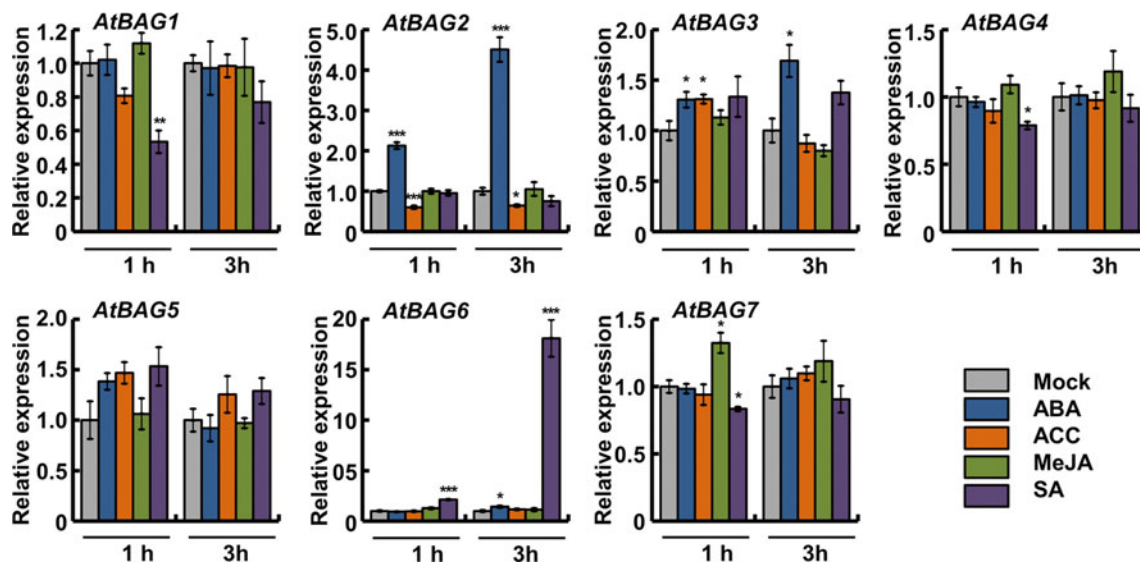 AtBAG1
Relative expression
1.2
1.0
0.8
0.6
0.4
0.2
0
**
1 h
3h
AtBAG2
Relative expression
5.0
4.0
3.0
2.0
1.0
0
***
***
***
*
1 h
3h
AtBAG3
Relative expression
2.0
1.5
1.0
0.5
0
*
*
*
1 h
3h
AtBAG4
Relative expression
1.5
1.0
0.5
0
*
1 h
3h
AtBAG5
Relative expression
2.0
1.5
1.0
0.5
0
1 h
3h
AtBAG6
Relative expression
20
15
10
05
0
***
*
***
1 h
3h
AtBAG7
Relative expression
1.5
1.0
0.5
0
*
*
1 h
3h
Mock
ABA
ACC
MeJA
SA